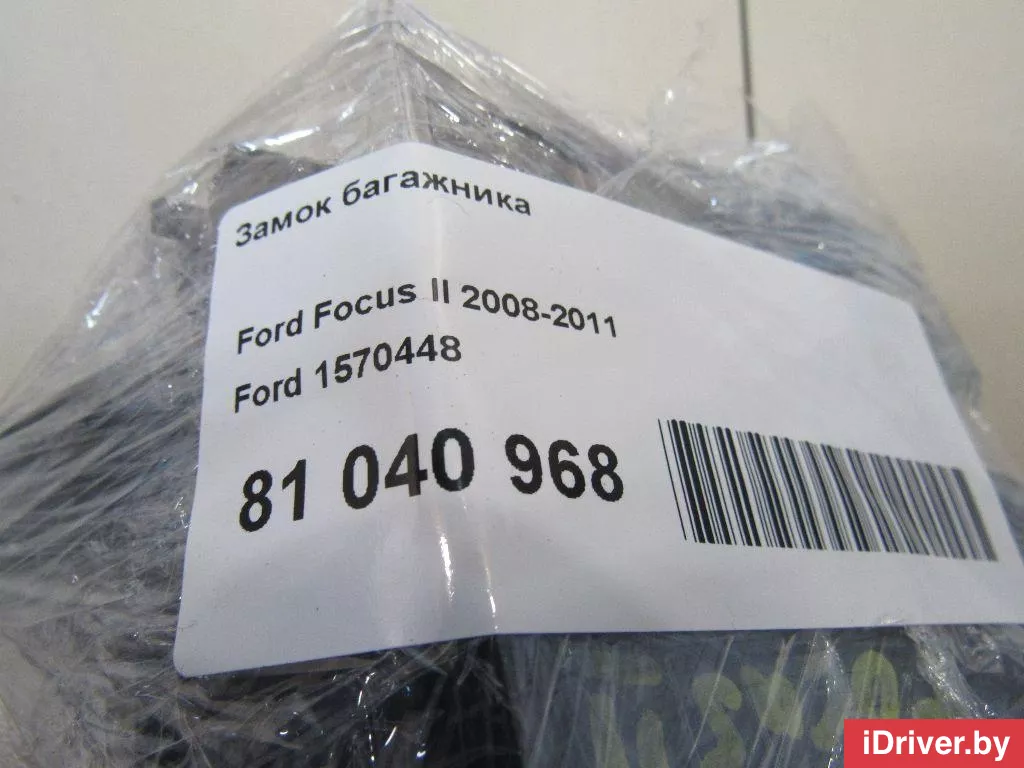 Замок багажника
Ford Focus II 2008-2011
Ford 1570448
81 040 968
iDriver.by